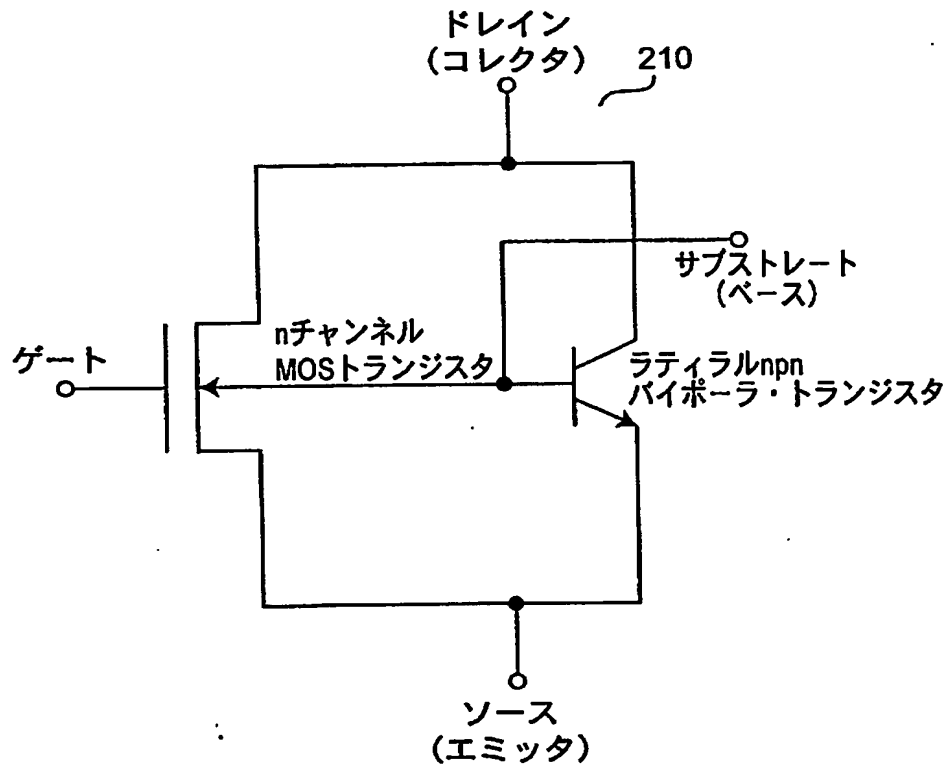 ドレイン
(コレクタ)
210
サブストレート
(ベース)
nチャンネル
MOSトランジスタ
ゲート
ラティラルnpn
バイポーラ・トランジスタ
ソース
(エミッタ)